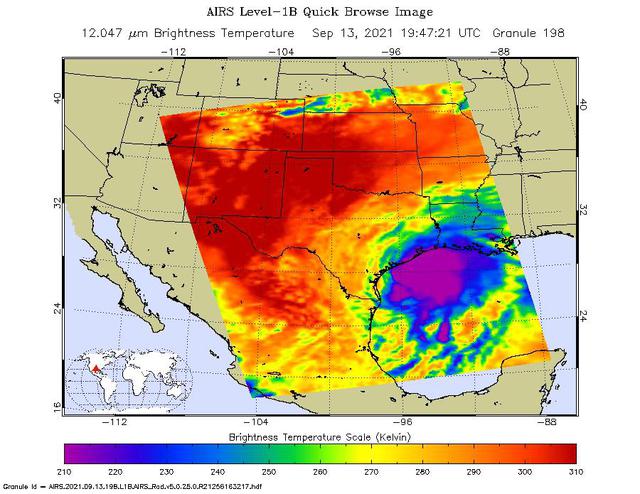 AIRS Level-1B Quick Browse Image
12.047 µm Brightness Temperature Sep 13, 2021 19:47:21 UTC Granule 198
-112 -104 -96 -88
40 40
32 32
24 24
16
-112 -104 -96 -88
Brightness Temperature Scale (Kelvin)
210 220 230 240 250 260 270 280 290 300 310
Granule Id = AIRS.2021.09.13.198.L1B.AIRS_Rad.v5.0.25.0.R21256163217.hdf